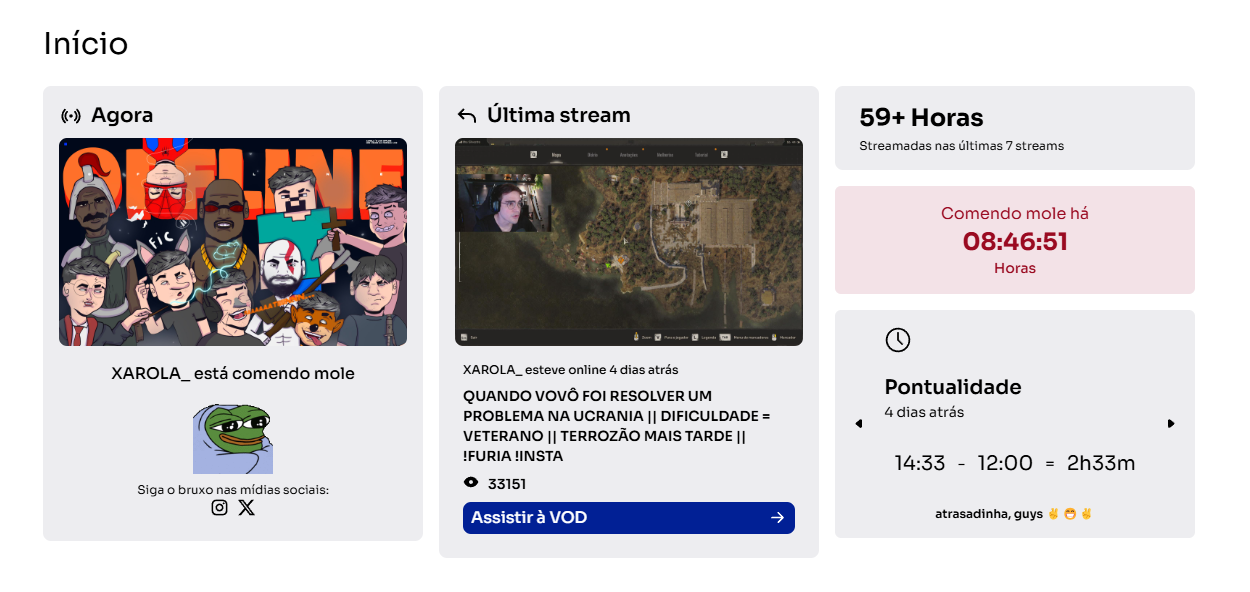 Início
Agora
OFFLINE
FIC
XAROLA_ está comendo mole
Siga o bruxo nas mídias sociais:
Última stream
Mapa
XAROLA_ esteve online 4 dias atrás
QUANDO VOVÔ FOI RESOLVER UM
PROBLEMA NA UCRANIA || DIFICULDADE =
VETERANO || TERROZÃO MAIS TARDE ||
!FURIA !INSTA
33151
Assistir à VOD
59+ Horas
Streamadas nas últimas 7 streams
Comendo mole há
08:46:51
Horas
Pontualidade
4 dias atrás
14:33 - 12:00 = 2h33m
atrasadinha, guys ✌️ 😷 ✌️